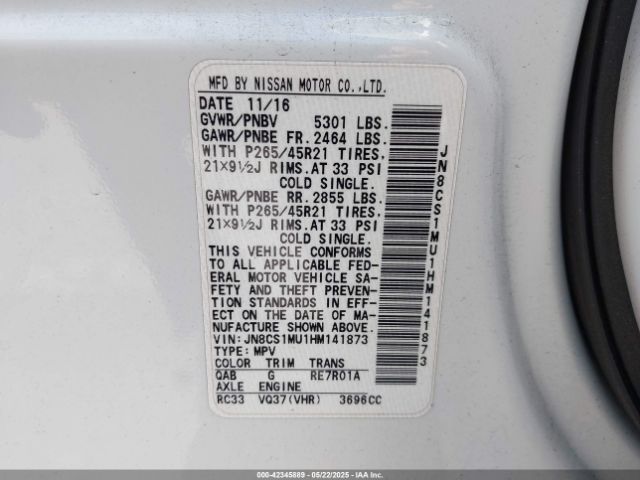 MFD BY NISSAN MOTOR CO.,LTD.
DATE 11/16
GVWR/PNBV 5301 LBS.
GAWR/PNBE FR. 2464 LBS.
WITH P265/45R21 TIRES,
21×9½J RIMS.AT 33 PSI
COLD SINGLE.
GAWR/PNBE RR. 2855 LBS.
WITH P265/45R21 TIRES,
21×9½J RIMS.AT 33 PSI
COLD SINGLE.
THIS VEHICLE CONFORMS
TO ALL APPLICABLE FED-
ERAL MOTOR VEHICLE SA-
FETY AND THEFT PREVEN-
TION STANDARDS IN EFF-
ECT ON THE DATE OF MA-
NUFACTURE SHOWN ABOVE.
VIN: JN8CS1MU1HM141873
TYPE: MPV
COLOR TRIM TRANS
QAB G RE7R01A
AXLE ENGINE
RC33 VQ37(VHR) 3696CC
JN8CS1MU1HM141873
000-42345889 - 05/22/2025 - IAAI.COM